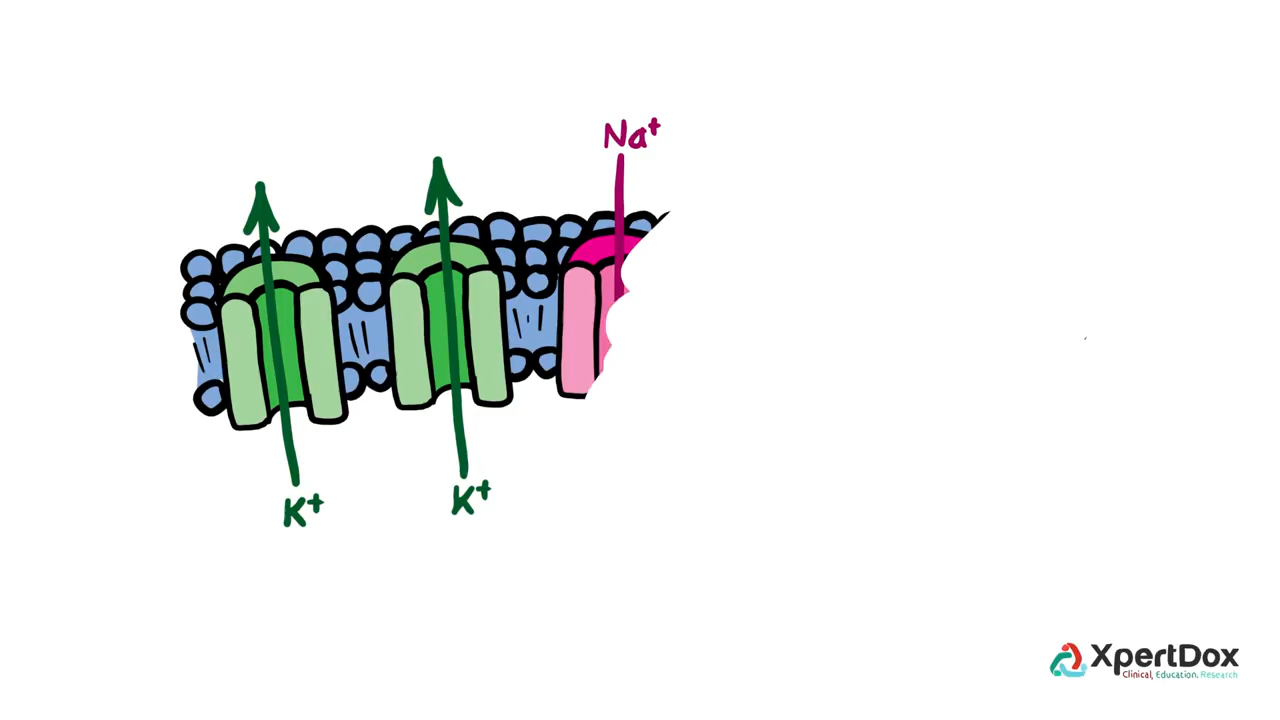 Na+
K+
K+
XpertDox
Clinical, Education, Research